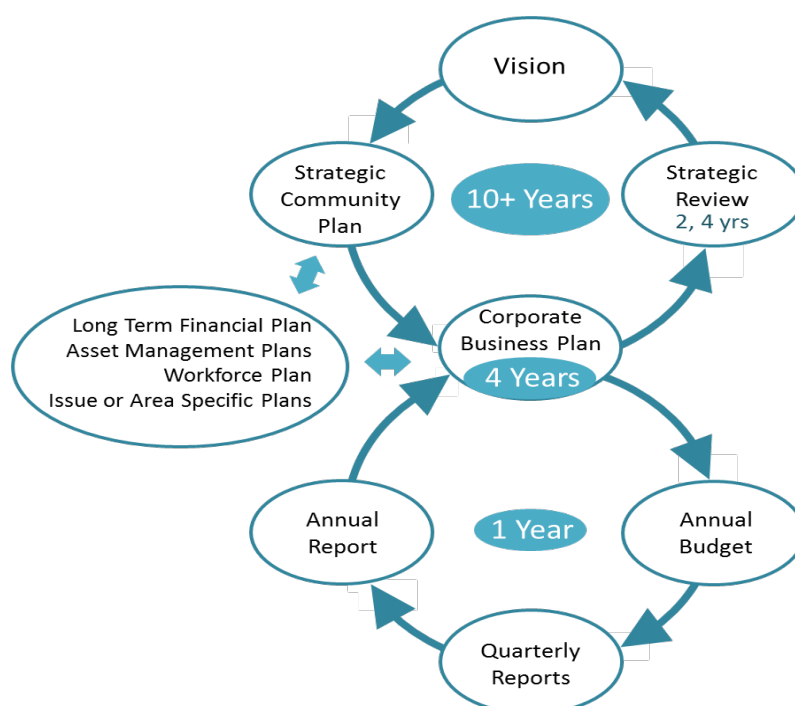 Vision
Strategic
Community
Plan
10+ Years
Strategic
Review
2, 4 yrs
Long Term Financial Plan
Asset Management Plans
Workforce Plan
Issue or Area Specific Plans
Corporate
Business Plan
4 Years
Annual
Report
1 Year
Annual
Budget
Quarterly
Reports